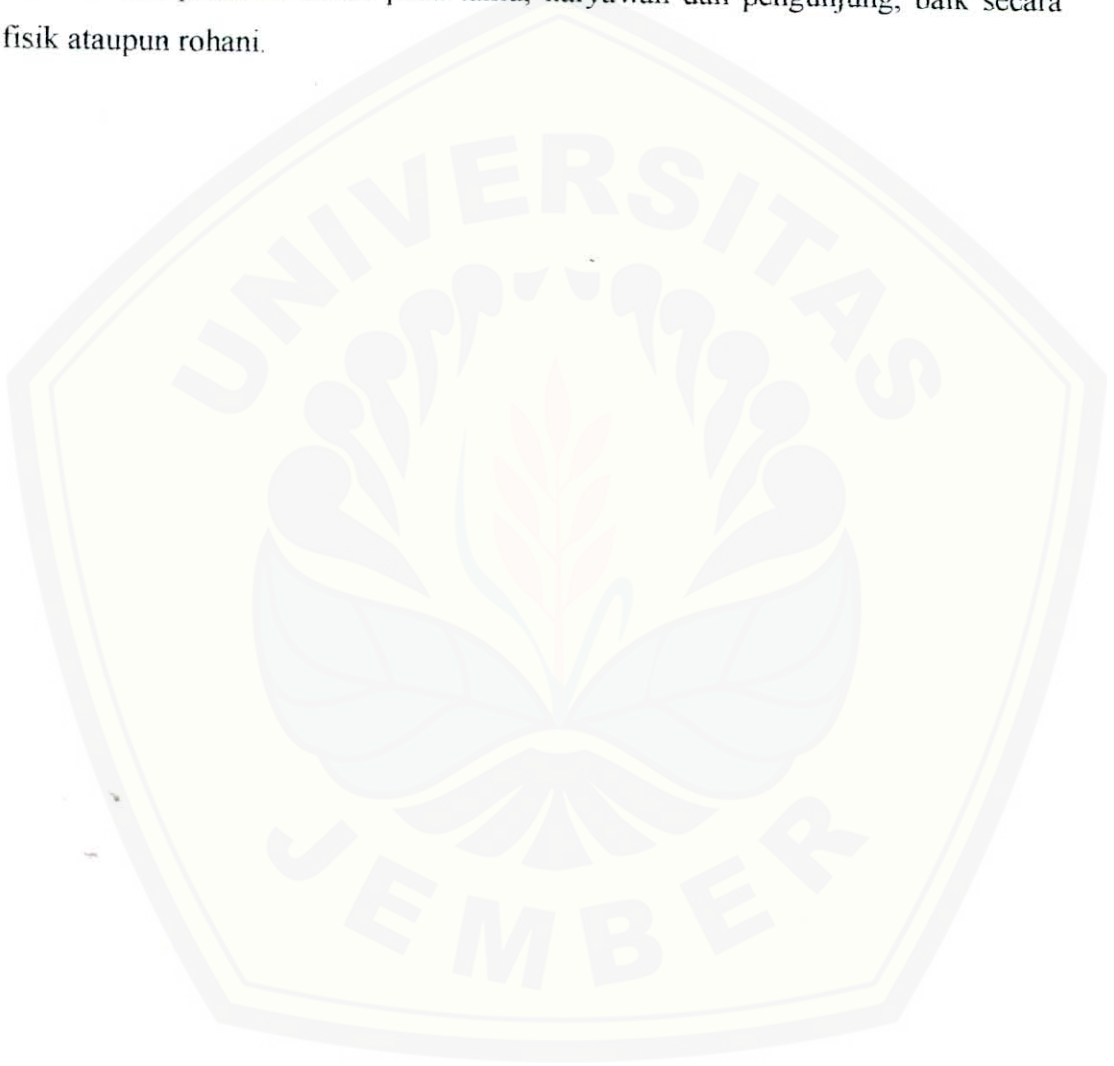 karyawan dan pengunjung, baik secara
fisik ataupun rohani.
UNIVERSITAS
JEMBER